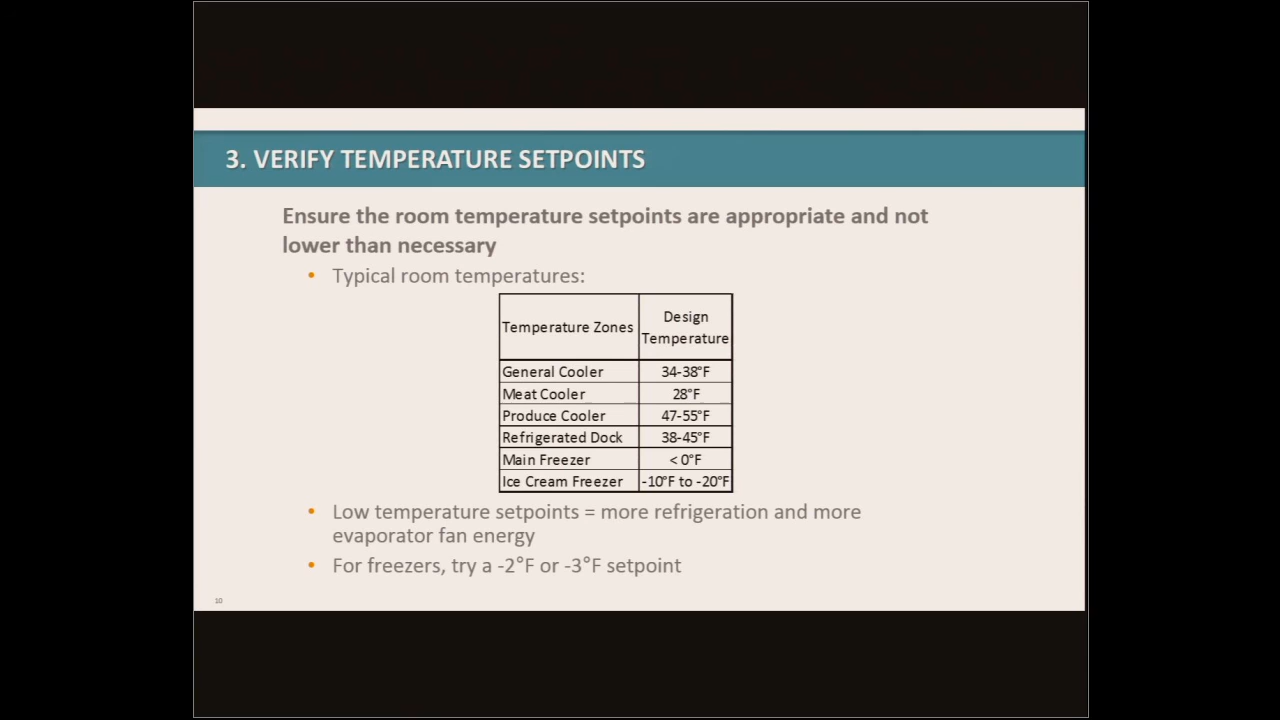 3. VERIFY TEMPERATURE SETPOINTS
Ensure the room temperature setpoints are appropriate and not
lower than necessary
• Typical room temperatures:
Temperature Zones Design Temperature
General Cooler 34-38°F
Meat Cooler 28°F
Produce Cooler 47-55°F
Refrigerated Dock 38-45°F
Main Freezer < 0°F
Ice Cream Freezer -10°F to -20°F
• Low temperature setpoints = more refrigeration and more
evaporator fan energy
• For freezers, try a -2°F or -3°F setpoint
10